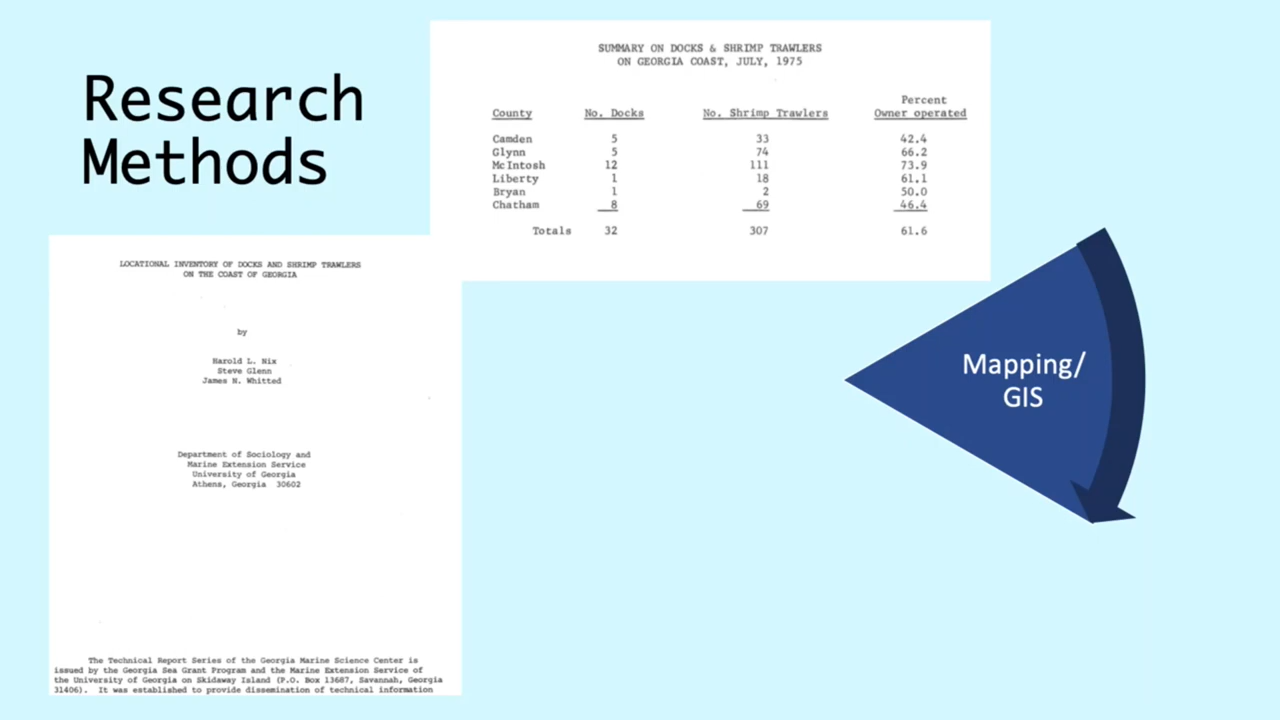 Research
Methods
SUMMARY ON DOCKS & SHRIMP TRAWLERS
ON GEORGIA COAST, JULY, 1975
County No. Docks No. Shrimp Trawlers Percent Owner operated
Camden 5 33 42.4
Glynn 5 74 66.2
McIntosh 12 111 73.9
Liberty 1 18 61.1
Bryan 1 2 50.0
Chatham 8 69 46.4
Totals 32 307 61.6
LOCATIONAL INVENTORY OF DOCKS AND SHRIMP TRAWLERS
ON THE COAST OF GEORGIA
by
Harold L. Nix
Steve Glenn
James N. Whitted
Department of Sociology and
Marine Extension Service
University of Georgia
Athens, Georgia 30602
The Technical Report Series of the Georgia Marine Science Center is
issued by the Georgia Sea Grant Program and the Marine Extension Service of
the University of Georgia on Skidaway Island (P.O. Box 13687, Savannah, Georgia
31406). It was established to provide dissemination of technical information
Mapping/
GIS